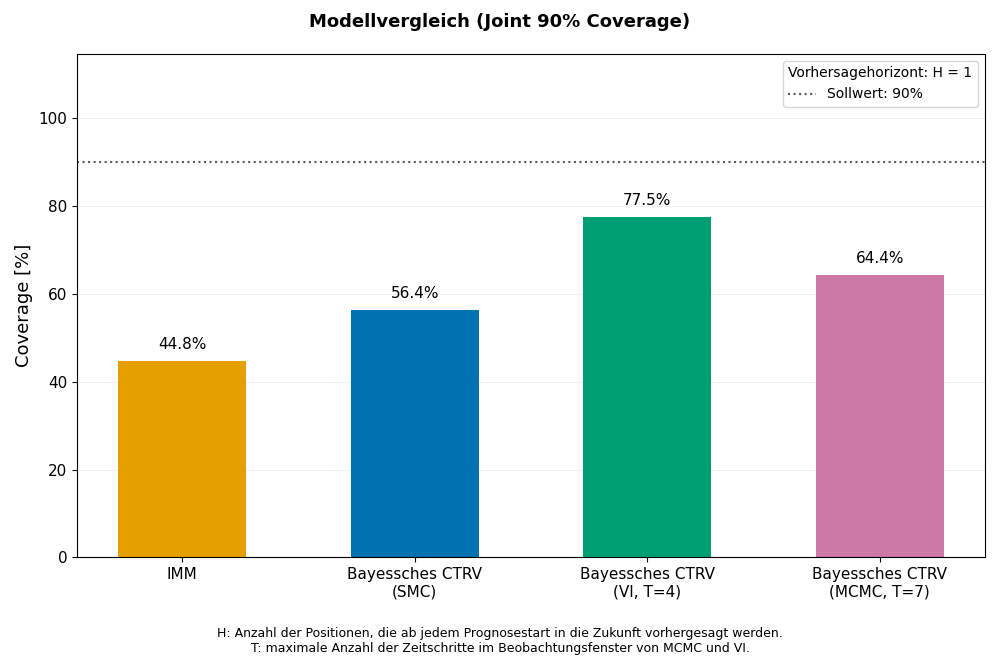 Modellvergleich (Joint 90% Coverage)
Vorhersagehorizont: H = 1
Sollwert: 90%
Coverage [%]
100
80
60
40
20
0
44.8%
56.4%
77.5%
64.4%
IMM
Bayessches CTRV
(SMC)
Bayessches CTRV
(VI, T=4)
Bayessches CTRV
(MCMC, T=7)
H: Anzahl der Positionen, die ab jedem Prognosestart in die Zukunft vorhergesagt werden.
T: maximale Anzahl der Zeitschritte im Beobachtungsfenster von MCMC und VI.